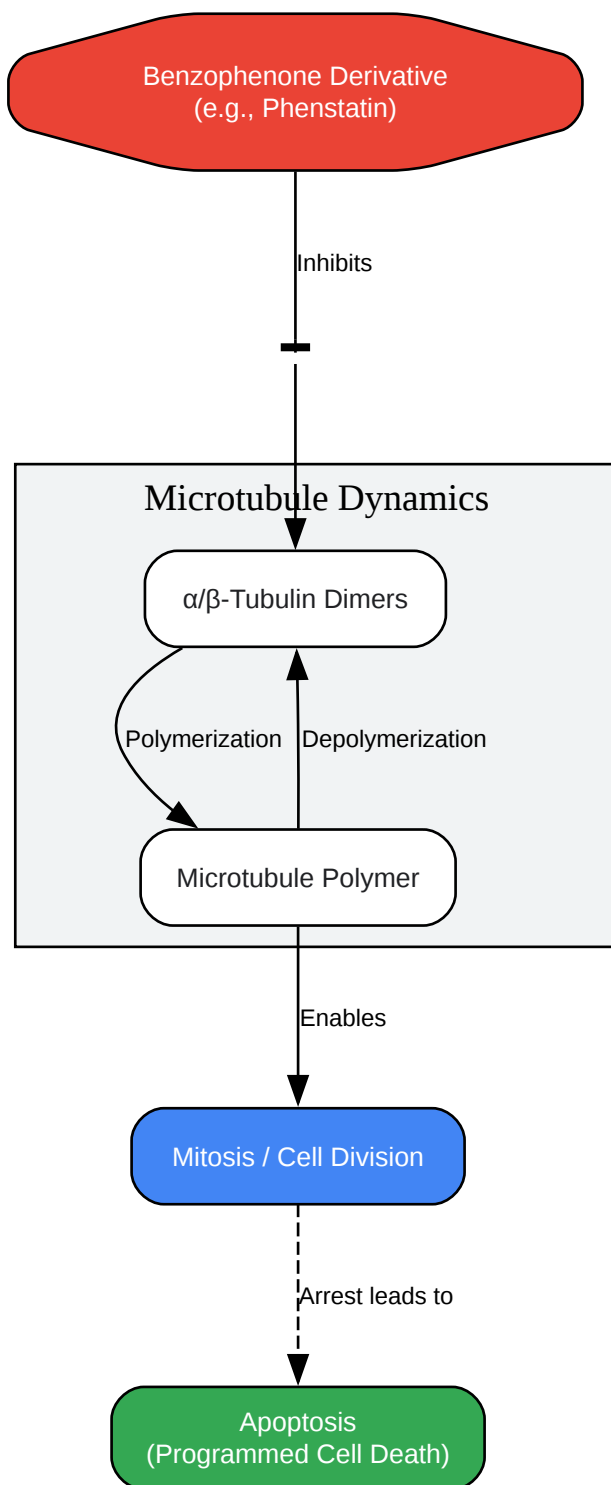 Benzophenone Derivative
(e.g., Phenstatin)
Inhibits
Microtubule Dynamics
α/β-Tubulin Dimers
Polymerization
Depolymerization
Microtubule Polymer
Enables
Mitosis / Cell Division
Arrest leads to
Apoptosis
(Programmed Cell Death)